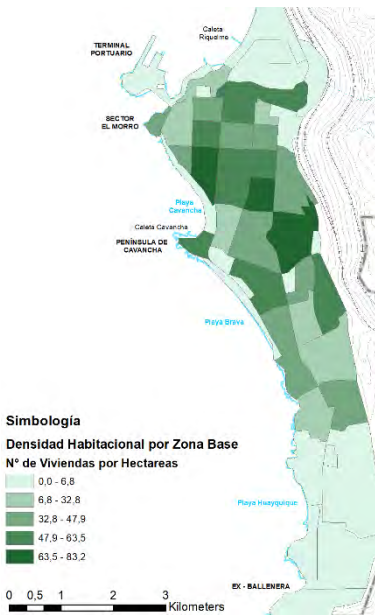 Caleta
Riquelme
TERMINAL
PORTUARIO
SECTOR
EL MORRO
Playa
Cavancha
Caleta Cavancha
PENÍNSULA DE
CAVANCHA
Playa Brava
Simbología
Densidad Habitacional por Zona Base
N° de Viviendas por Hectareas
0,0 - 6,8
6,8 - 32,8
32,8 - 47,9
47,9 - 63,5
63,5 - 83,2
Playa Huayquique
EX - BALLENERA
0 0,5 1 2 3
Kilometers